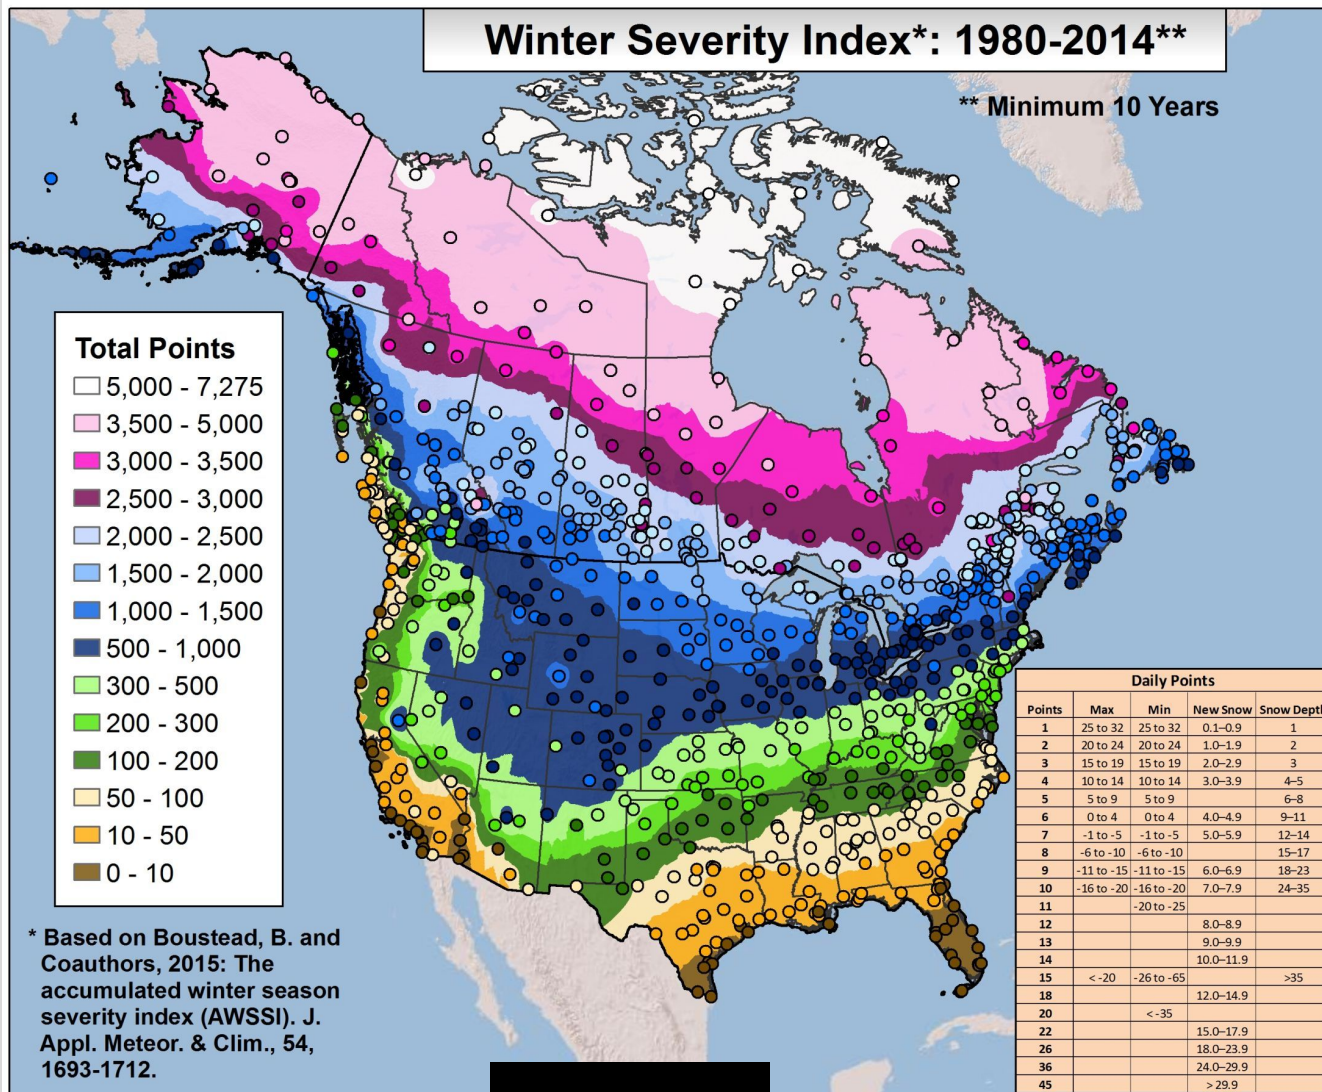 Winter Severity Index*: 1980-2014**
** Minimum 10 Years
Total Points
5,000 - 7,275
3,500 - 5,000
3,000 - 3,500
2,500 - 3,000
2,000 - 2,500
1,500 - 2,000
1,000 - 1,500
500 - 1,000
300 - 500
200 - 300
100 - 200
50 - 100
10 - 50
0 - 10
* Based on Boustead, B. and
Coauthors, 2015: The
accumulated winter season
severity index (AWSSI). J.
Appl. Meteor. & Clim., 54,
1693-1712.
Daily Points
Points Max Min New Snow Snow Depth
1 25 to 32 25 to 32 0.1–0.9 1
2 20 to 24 20 to 24 1.0–1.9 2
3 15 to 19 15 to 19 2.0–2.9 3
4 10 to 14 10 to 14 3.0–3.9 4–5
5 5 to 9 5 to 9 6–8
6 0 to 4 0 to 4 4.0–4.9 9–11
7 -1 to -5 -1 to -5 5.0–5.9 12–14
8 -6 to -10 -6 to -10 15–17
9 -11 to -15 -11 to -15 6.0–6.9 18–23
10 -16 to -20 -16 to -20 7.0–7.9 24–35
11 -20 to -25
12 8.0–8.9
13 9.0–9.9
14 10.0–11.9
15 < -20 -26 to -65 >35
18 12.0–14.9
20 < -35
22 15.0–17.9
26 18.0–23.9
36 24.0–29.9
45 > 29.9